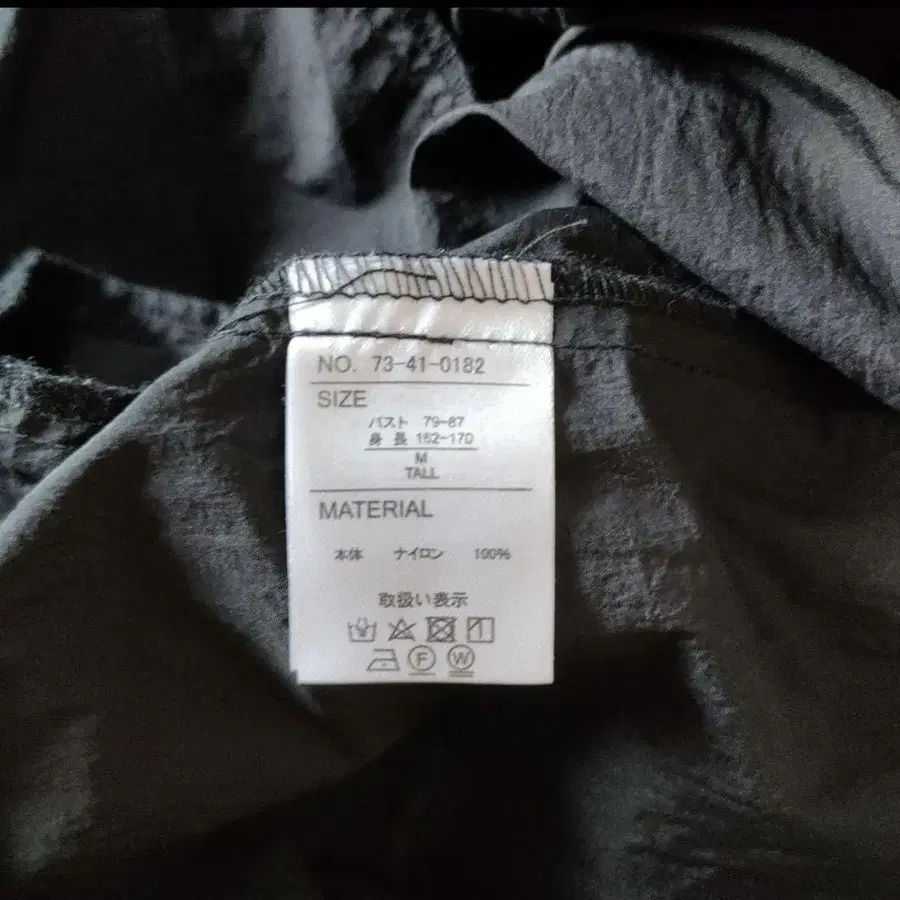 NO. 73-41-0182
SIZE
バスト 79~87
身長 162~170
M
TALL
MATERIAL
本体 ナイロン 100%
取扱い表示
F W